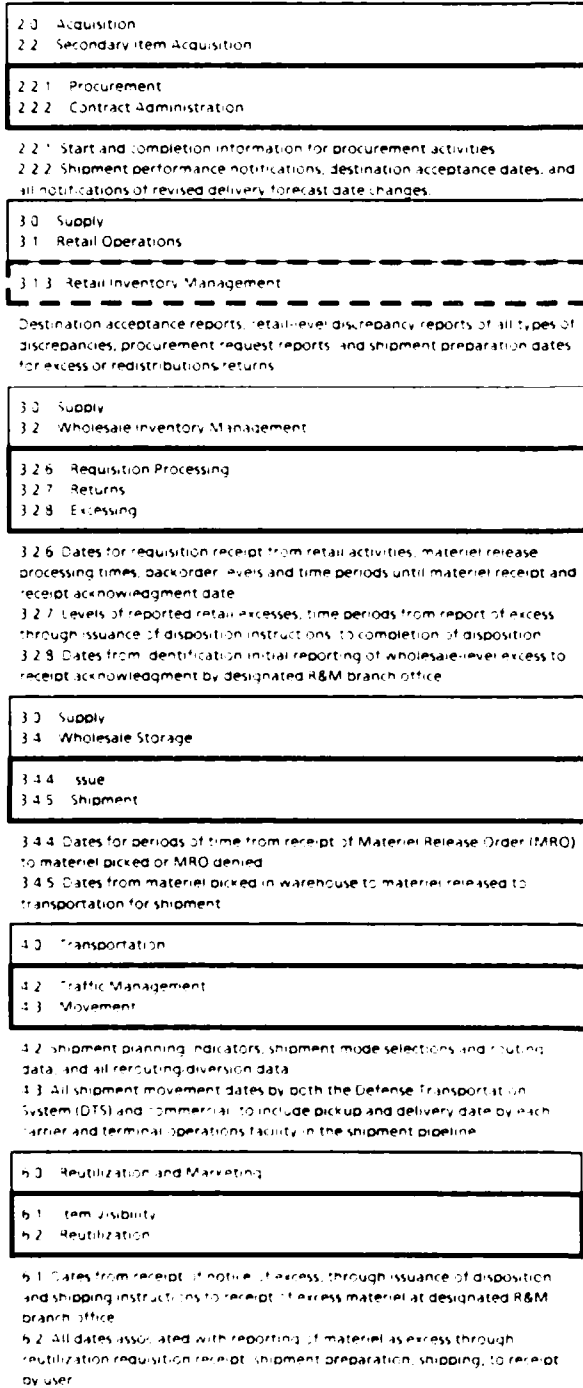 2.0 Acquisition
2.2 Secondary Item Acquisition
2.2.1 Procurement
2.2.2 Contract Administration
2.2.1 Start and completion information for procurement activities
2.2.2 Shipment performance notifications, destination acceptance dates, and
all notifications of revised delivery forecast date changes.
3.0 Supply
3.1 Retail Operations
3.1.3 Retail Inventory Management
Destination acceptance reports, retail-level discrepancy reports of all types of
discrepancies, procurement request reports, and shipment preparation dates
for excess or redistributions/returns
3.0 Supply
3.2 Wholesale Inventory Management
3.2.6 Requisition Processing
3.2.7 Returns
3.2.8 Excessing
3.2.6 Dates for requisition receipt from retail activities, materiel release
processing times, backorder levels and time periods until materiel receipt and
receipt acknowledgment date
3.2.7 Levels of reported retail excesses, time periods from report of excess
through issuance of disposition instructions, to completion of disposition
3.2.8 Dates from identification initial reporting of wholesale-level excess to
receipt acknowledgment by designated R&M branch office
3.0 Supply
3.4 Wholesale Storage
3.4.4 Issue
3.4.5 Shipment
3.4.4 Dates for periods of time from receipt of Materiel Release Order (MRO)
to materiel picked or MRO denied
3.4.5 Dates from materiel picked in warehouse to materiel released to
transportation for shipment
4.0 Transportation
4.2 Traffic Management
4.3 Movement
4.2 Shipment planning indicators, shipment mode selections and routing
data, and all rerouting/diversion data
4.3 All shipment movement dates by both the Defense Transportation
System (DTS) and commercial, to include pickup and delivery date by each
carrier and terminal operations facility in the shipment pipeline
6.0 Reutilization and Marketing
6.1 Item Visibility
6.2 Reutilization
6.1 Dates from receipt of notice of excess, through issuance of disposition
and shipping instructions to receipt of excess materiel at designated R&M
branch office
6.2 All dates associated with reporting of materiel as excess through
reutilization requisition receipt, shipment preparation, shipping, to receipt
by user